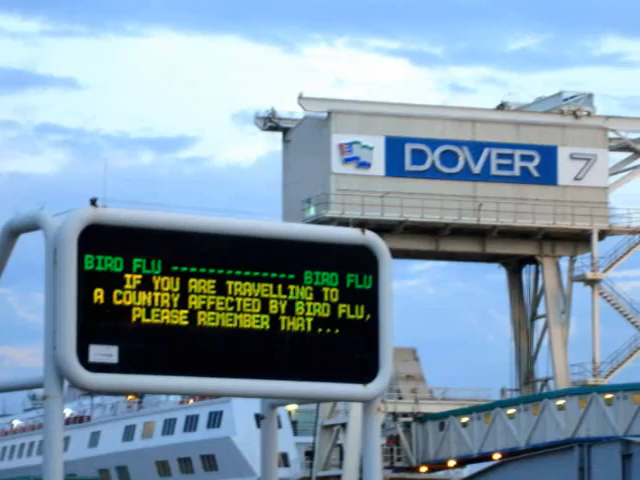 DOVER 7
BIRD FLU -------------- BIRD FLU
IF YOU ARE TRAVELLING TO
A COUNTRY AFFECTED BY BIRD FLU,
PLEASE REMEMBER THAT...